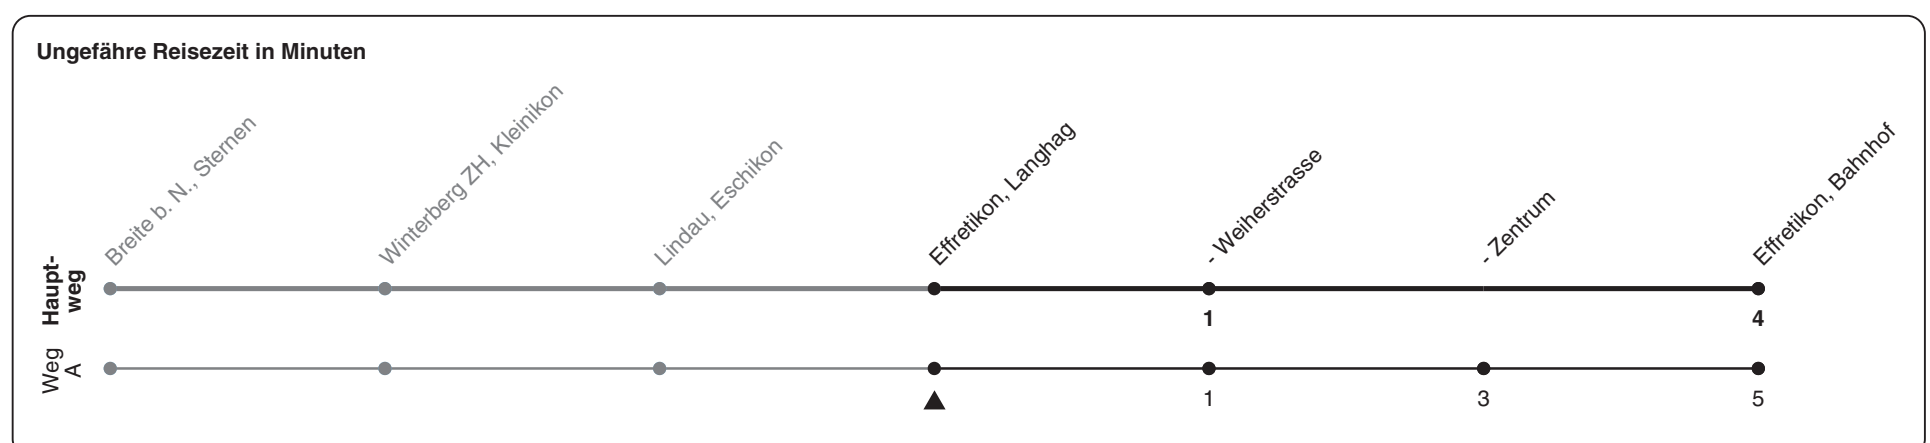 Ungefähre Reisezeit in Minuten
Breite b. N., Sternen
Winterberg ZH, Kleinikon
Lindau, Eschikon
Effretikon, Langhag
- Weiherstrasse
- Zentrum
Effretikon, Bahnhof
Haupt-
weg
1
4
Weg
A
1
3
5